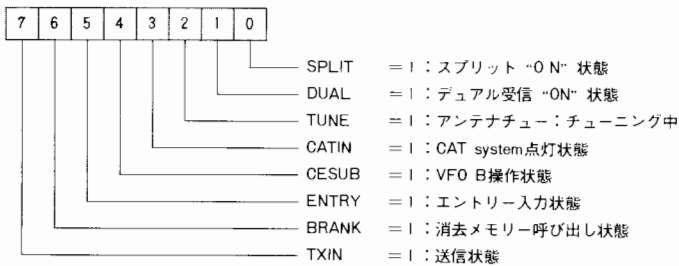 7 6 5 4 3 2 1 0
SPLIT =1：スプリット “ON” 状態
DUAL =1：デュアル受信 “ON” 状態
TUNE =1：アンテナチュー：チューニング中
CATIN =1：CAT system点灯状態
CESUB =1：VFO B操作状態
ENTRY =1：エントリー入力状態
BRANK =1：消去メモリー呼び出し状態
TXIN =1：送信状態